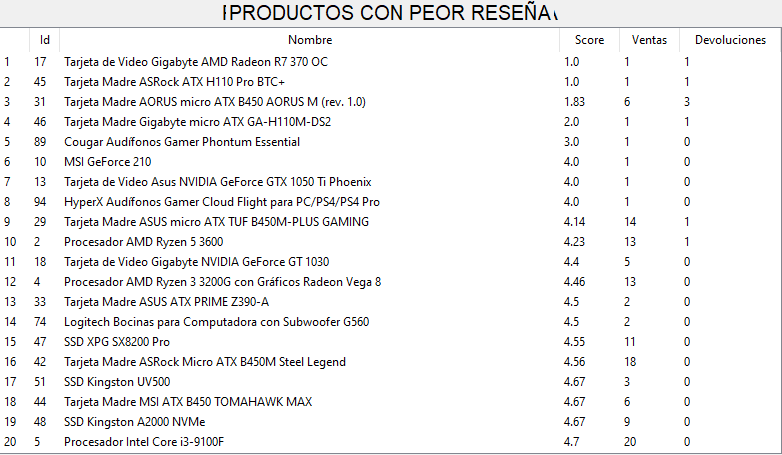 PRODUCTOS CON PEOR RESEÑA
Id Nombre Score Ventas Devoluciones
1 17 Tarjeta de Video Gigabyte AMD Radeon R7 370 OC 1.0 1 1
2 45 Tarjeta Madre ASRock ATX H110 Pro BTC+ 1.0 1 1
3 31 Tarjeta Madre AORUS micro ATX B450 AORUS M (rev. 1.0) 1.83 6 3
4 46 Tarjeta Madre Gigabyte micro ATX GA-H110M-DS2 2.0 1 1
5 89 Cougar Audífonos Gamer Phontum Essential 3.0 1 0
6 10 MSI GeForce 210 4.0 1 0
7 13 Tarjeta de Video Asus NVIDIA GeForce GTX 1050 Ti Phoenix 4.0 1 0
8 94 HyperX Audífonos Gamer Cloud Flight para PC/PS4/PS4 Pro 4.0 1 0
9 29 Tarjeta Madre ASUS micro ATX TUF B450M-PLUS GAMING 4.14 14 1
10 2 Procesador AMD Ryzen 5 3600 4.23 13 1
11 18 Tarjeta de Video Gigabyte NVIDIA GeForce GT 1030 4.4 5 0
12 4 Procesador AMD Ryzen 3 3200G con Gráficos Radeon Vega 8 4.46 13 0
13 33 Tarjeta Madre ASUS ATX PRIME Z390-A 4.5 2 0
14 74 Logitech Bocinas para Computadora con Subwoofer G560 4.5 2 0
15 47 SSD XPG SX8200 Pro 4.55 11 0
16 42 Tarjeta Madre ASRock Micro ATX B450M Steel Legend 4.56 18 0
17 51 SSD Kingston UV500 4.67 3 0
18 44 Tarjeta Madre MSI ATX B450 TOMAHAWK MAX 4.67 6 0
19 48 SSD Kingston A2000 NVMe 4.67 9 0
20 5 Procesador Intel Core i3-9100F 4.7 20 0